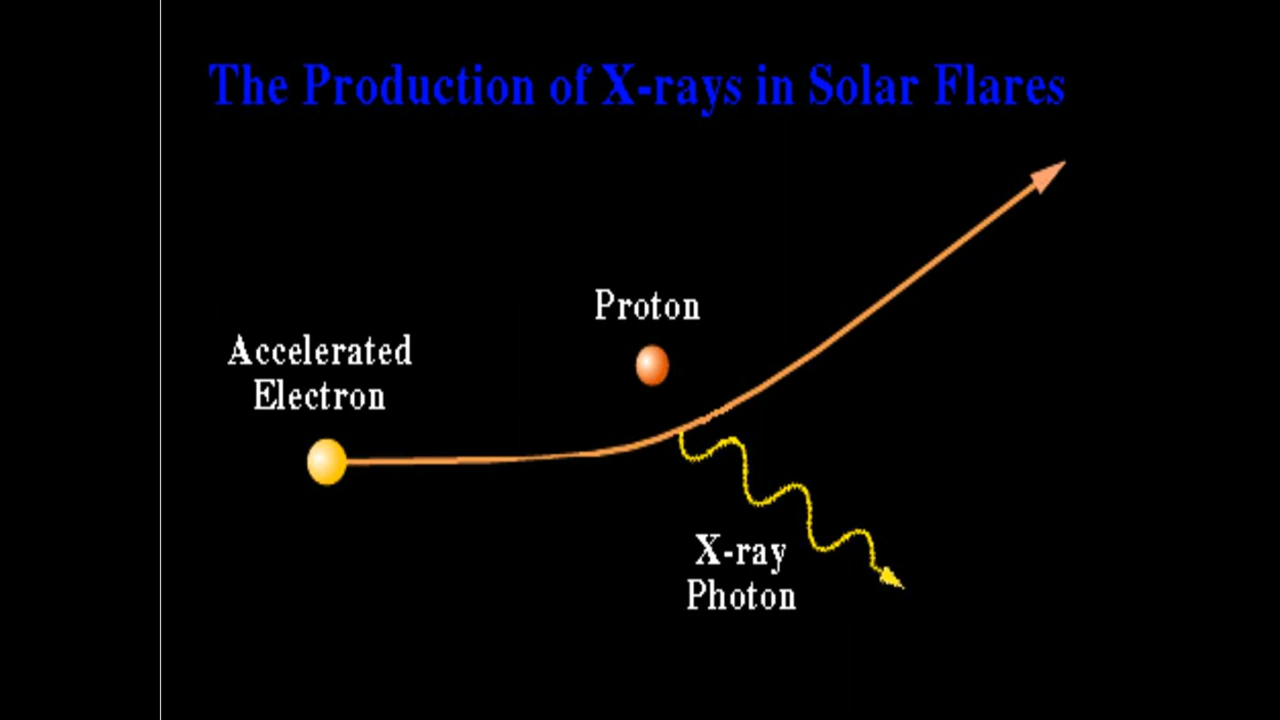 The Production of X-rays in Solar Flares
Proton
Accelerated
Electron
X-ray
Photon